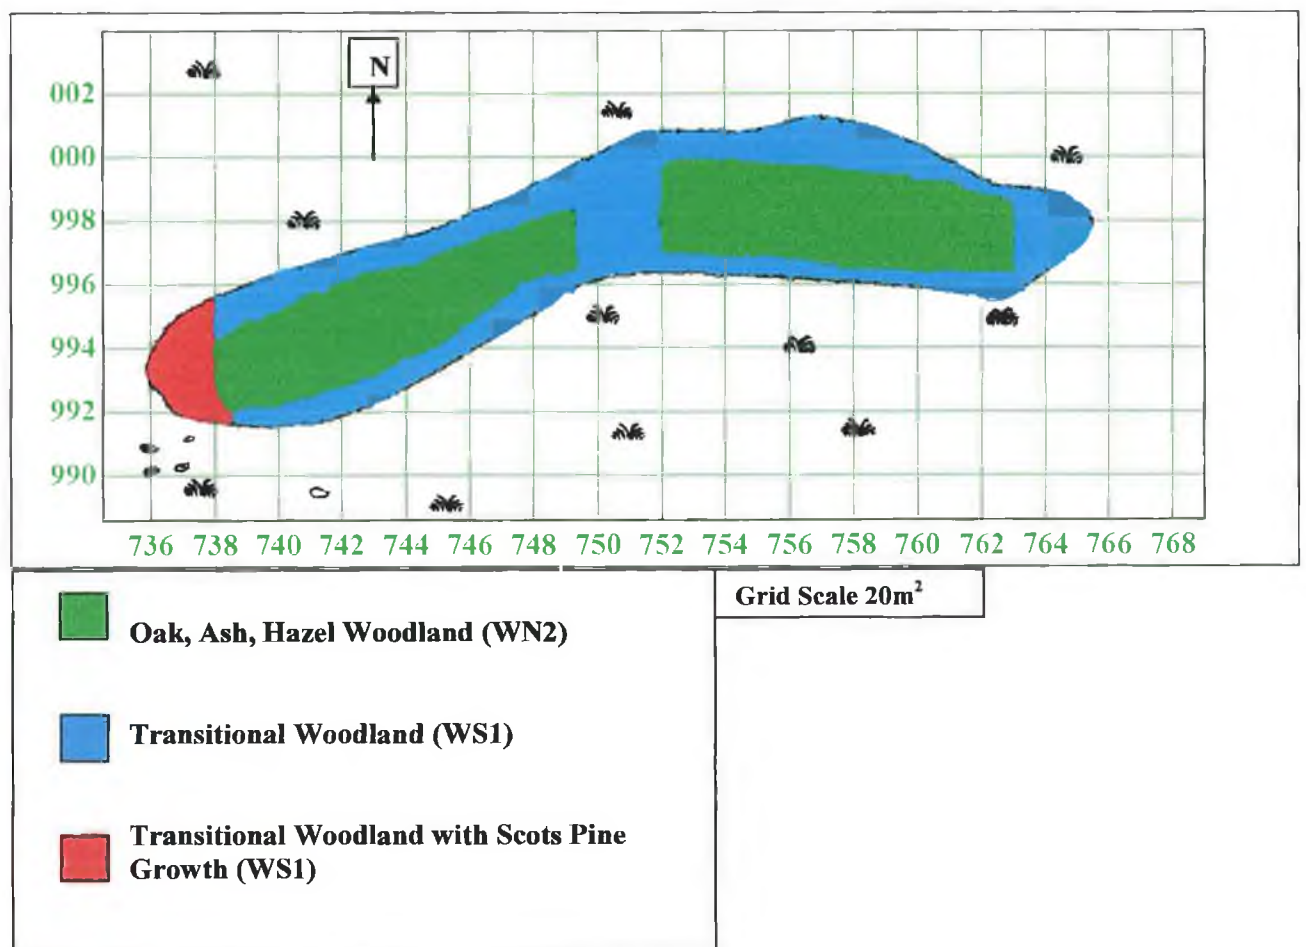 N
002
000
998
996
994
992
990
736 738 740 742 744 746 748 750 752 754 756 758 760 762 764 766 768
Grid Scale 20m²
Oak, Ash, Hazel Woodland (WN2)
Transitional Woodland (WS1)
Transitional Woodland with Scots Pine
Growth (WS1)